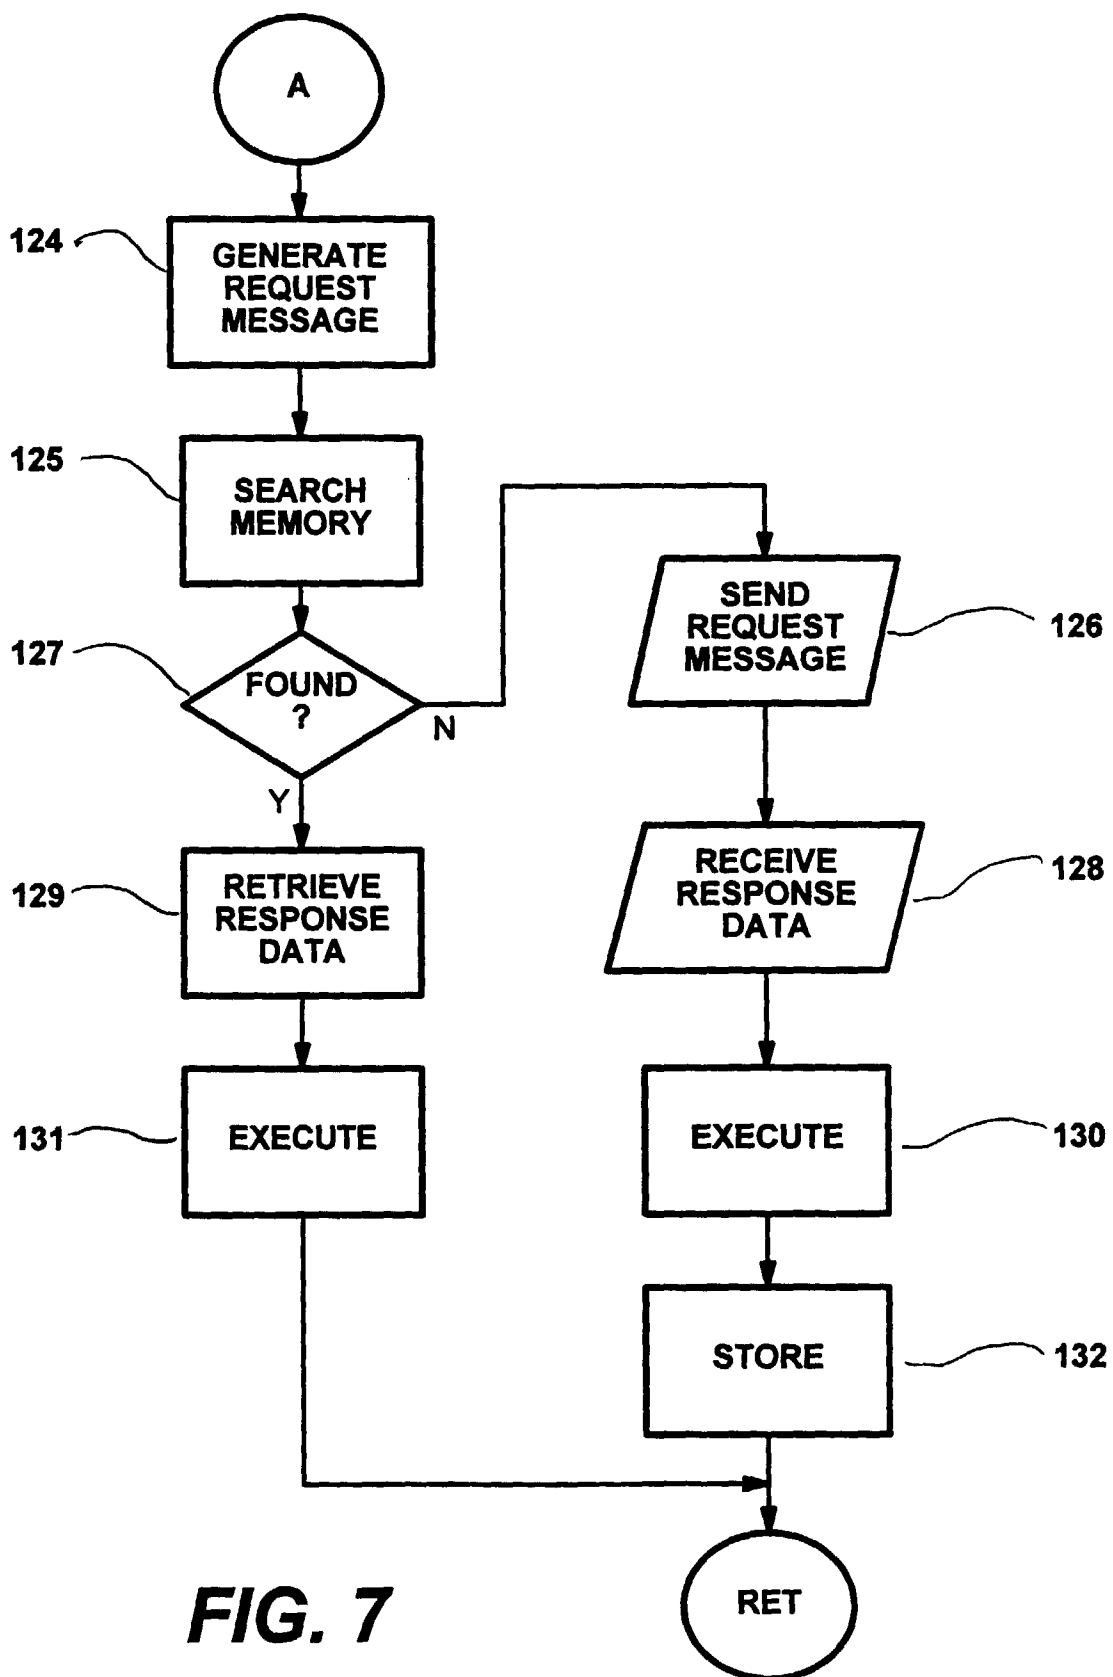 A
124
GENERATE
REQUEST
MESSAGE
125
SEARCH
MEMORY
127
FOUND
?
N
Y
SEND
REQUEST
MESSAGE
126
129
RETRIEVE
RESPONSE
DATA
RECEIVE
RESPONSE
DATA
128
131
EXECUTE
EXECUTE
130
STORE
132
RET
FIG. 7